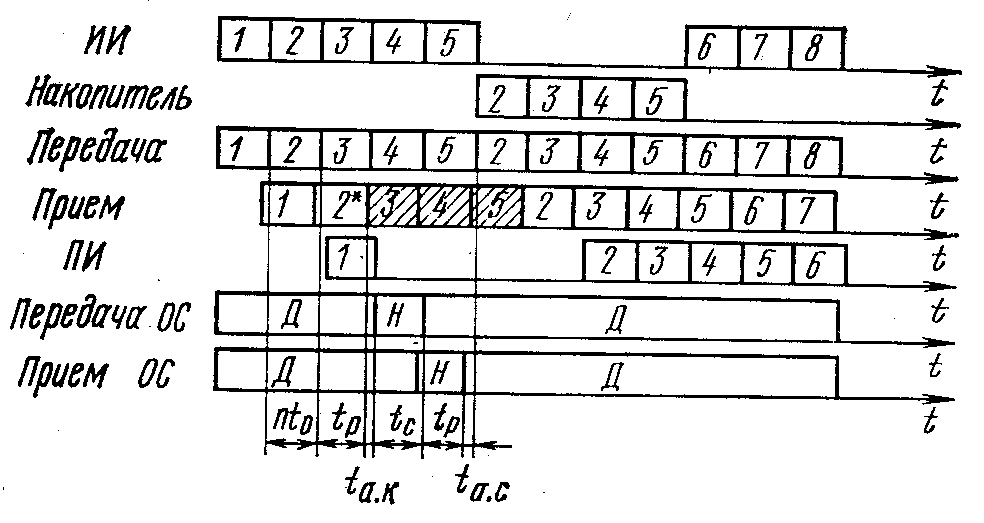 ИИ 1 2 3 4 5 6 7 8 t
Накопитель 2 3 4 5 t
Передача 1 2 3 4 5 2 3 4 5 6 7 8 t
Прием 1 2* 3 4 5 2 3 4 5 6 7 t
ПИ 1 2 3 4 5 6 t
Передача ОС Д Н Д t
Прием ОС Д Н Д t
t
nt₀ tр tс tр
tа.к tа.с